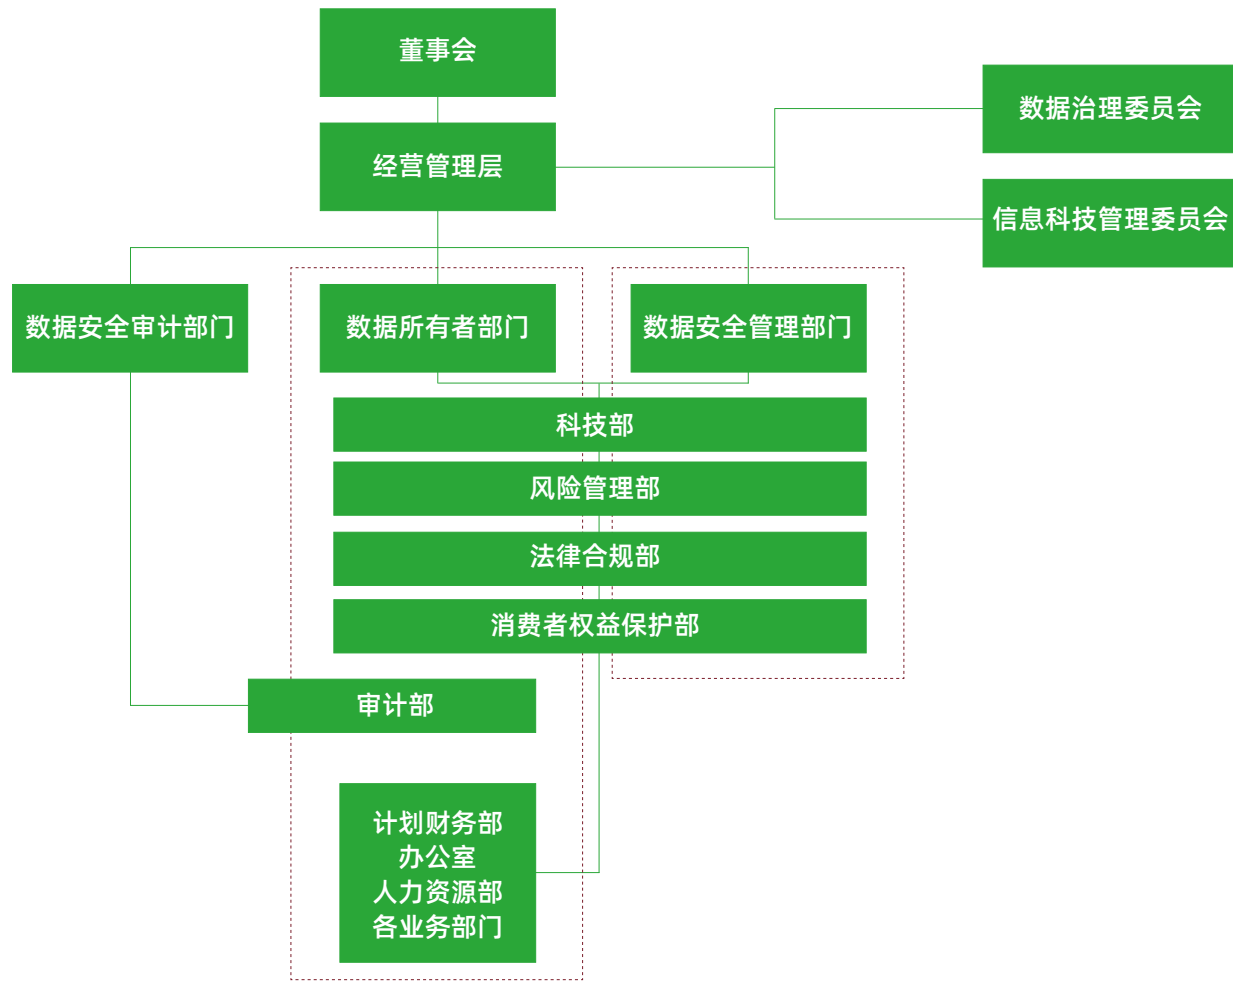 董事会
经营管理层
数据治理委员会
信息科技管理委员会
数据安全审计部门
数据所有者部门
数据安全管理部门
科技部
风险管理部
法律合规部
消费者权益保护部
审计部
计划财务部
办公室
人力资源部
各业务部门